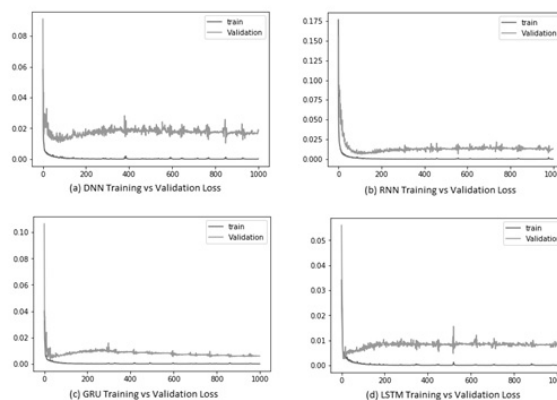 train
Validation
0.08
0.06
0.04
0.02
0.00
0 200 400 600 800 1000
(a) DNN Training vs Validation Loss
train
Validation
0.175
0.150
0.125
0.100
0.075
0.050
0.025
0.000
0 200 400 600 800 1000
(b) RNN Training vs Validation Loss
train
Validation
0.10
0.08
0.06
0.04
0.02
0.00
0 200 400 600 800 1000
(c) GRU Training vs Validation Loss
train
Validation
0.05
0.04
0.03
0.02
0.01
0.00
0 200 400 600 800 1000
(d) LSTM Training vs Validation Loss